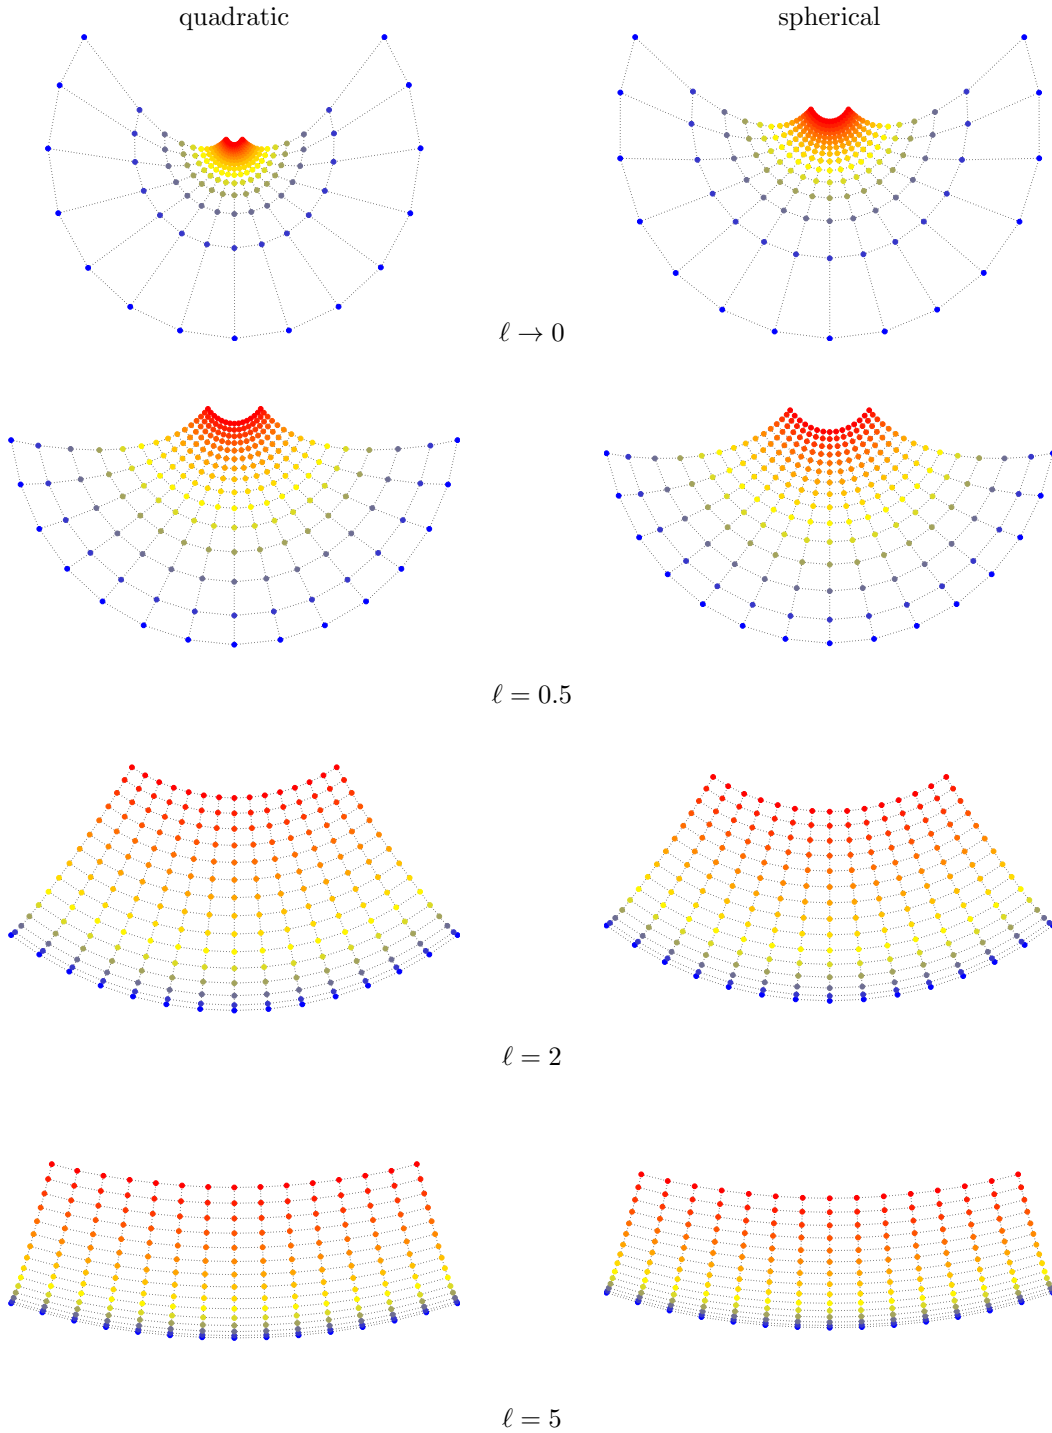 quadratic
spherical
ℓ → 0
ℓ = 0.5
ℓ = 2
ℓ = 5